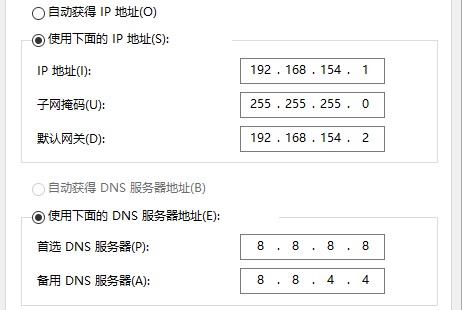 自动获得 IP 地址(O)
使用下面的 IP 地址(S):
IP 地址(I): 192 . 168 . 154 . 1
子网掩码(U): 255 . 255 . 255 . 0
默认网关(D): 192 . 168 . 154 . 2
自动获得 DNS 服务器地址(B)
使用下面的 DNS 服务器地址(E):
首选 DNS 服务器(P): 8 . 8 . 8 . 8
备用 DNS 服务器(A): 8 . 8 . 4 . 4